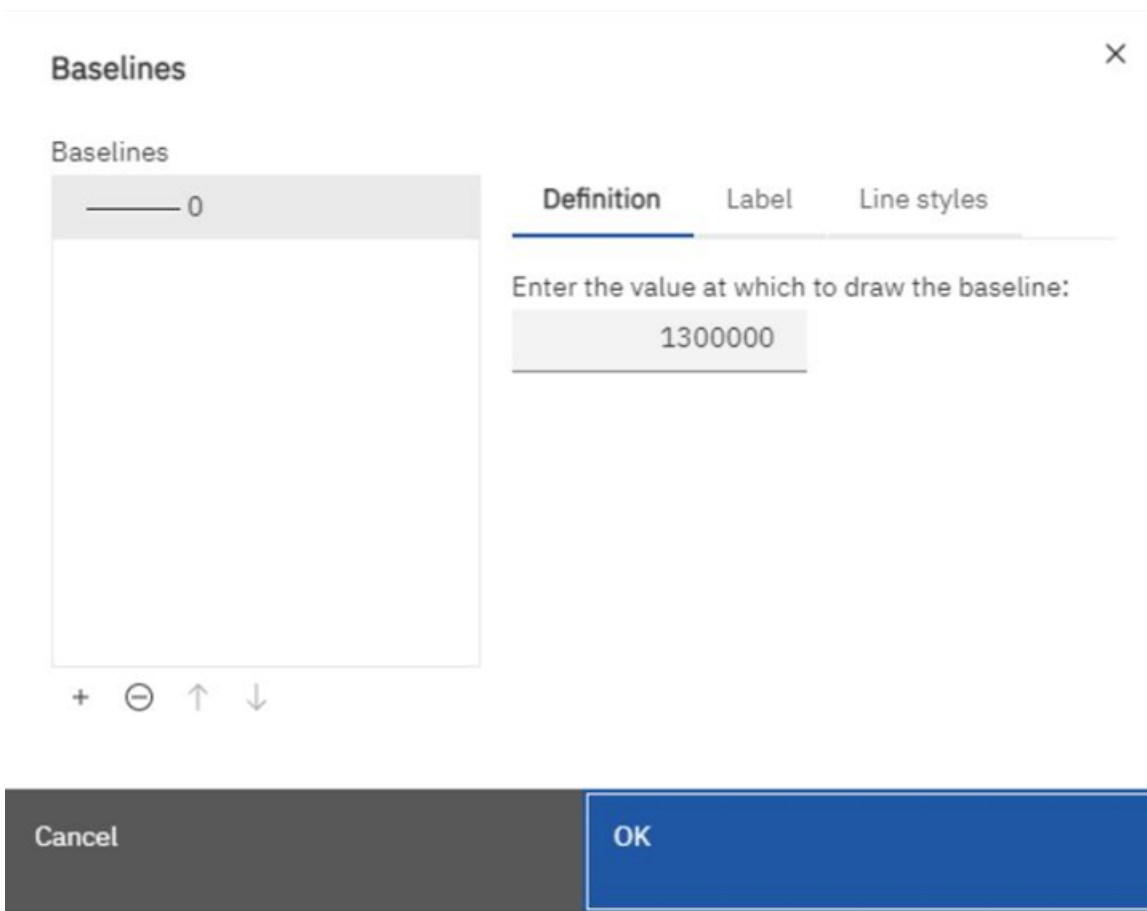 Baselines
Baselines
0
Definition Label Line styles
Enter the value at which to draw the baseline:
1300000
Cancel OK